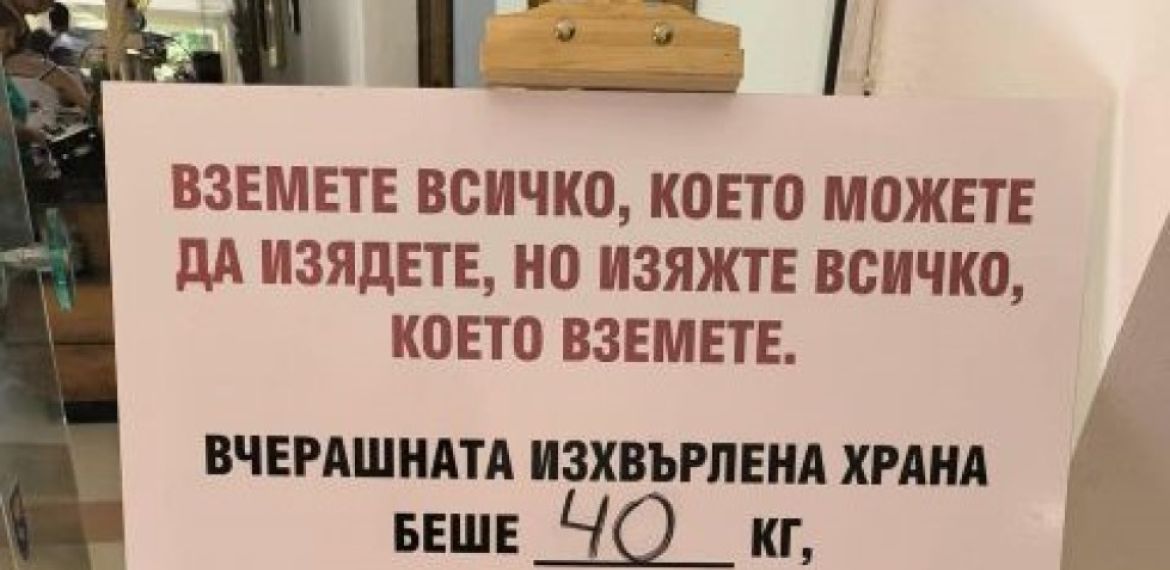 ВЗЕМЕТЕ ВСИЧКО, КОЕТО МОЖЕТЕ
ДА ИЗЯДЕТЕ, НО ИЗЯЖТЕ ВСИЧКО,
КОЕТО ВЗЕМЕТЕ.
ВЧЕРАШНАТА ИЗХВЪРЛЕНА ХРАНА
БЕШЕ 40 КГ,